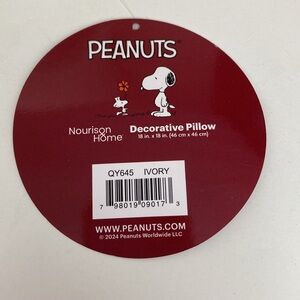 PEANUTS
Nourison Home
Decorative Pillow
18 in. x 18 in. (46 cm x 46 cm)
QY645 IVORY
7 98019 09017 3
WWW.PEANUTS.COM
© 2024 Peanuts Worldwide LLC